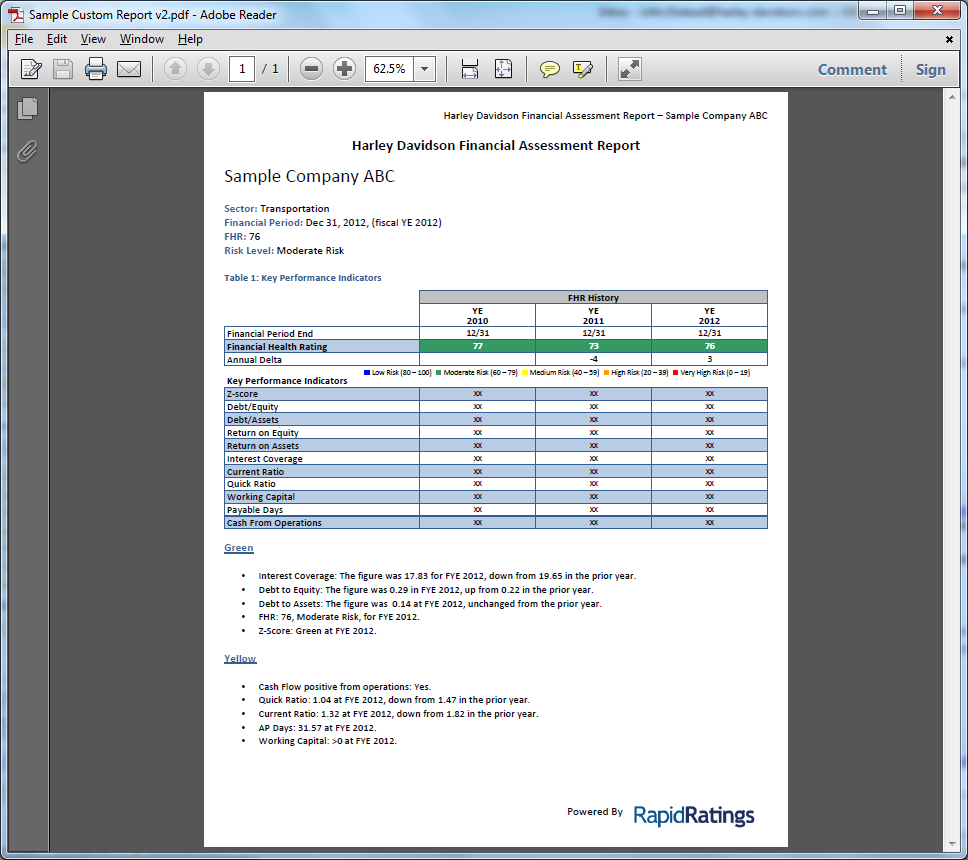 Sample Custom Report v2.pdf - Adobe Reader
File Edit View Window Help
1 / 1 62.5% Comment Sign
Harley Davidson Financial Assessment Report – Sample Company ABC
Harley Davidson Financial Assessment Report
Sample Company ABC
Sector: Transportation
Financial Period: Dec 31, 2012, (fiscal YE 2012)
FHR: 76
Risk Level: Moderate Risk
Table 1: Key Performance Indicators
FHR History
YE YE YE
2010 2011 2012
Financial Period End 12/31 12/31 12/31
Financial Health Rating 77 73 76
Annual Delta -4 3
Low Risk (80 – 100) Moderate Risk (60 – 79) Medium Risk (40 – 59) High Risk (20 – 39) Very High Risk (0 – 19)
Key Performance Indicators
Z-score xx xx xx
Debt/Equity xx xx xx
Debt/Assets xx xx xx
Return on Equity xx xx xx
Return on Assets xx xx xx
Interest Coverage xx xx xx
Current Ratio xx xx xx
Quick Ratio xx xx xx
Working Capital xx xx xx
Payable Days xx xx xx
Cash From Operations xx xx xx
Green
• Interest Coverage: The figure was 17.83 for FYE 2012, down from 19.65 in the prior year.
• Debt to Equity: The figure was 0.29 in FYE 2012, up from 0.22 in the prior year.
• Debt to Assets: The figure was 0.14 at FYE 2012, unchanged from the prior year.
• FHR: 76, Moderate Risk, for FYE 2012.
• Z-Score: Green at FYE 2012.
Yellow
• Cash Flow positive from operations: Yes.
• Quick Ratio: 1.04 at FYE 2012, down from 1.47 in the prior year.
• Current Ratio: 1.32 at FYE 2012, down from 1.82 in the prior year.
• AP Days: 31.57 at FYE 2012.
• Working Capital: >0 at FYE 2012.
Powered By RapidRatings